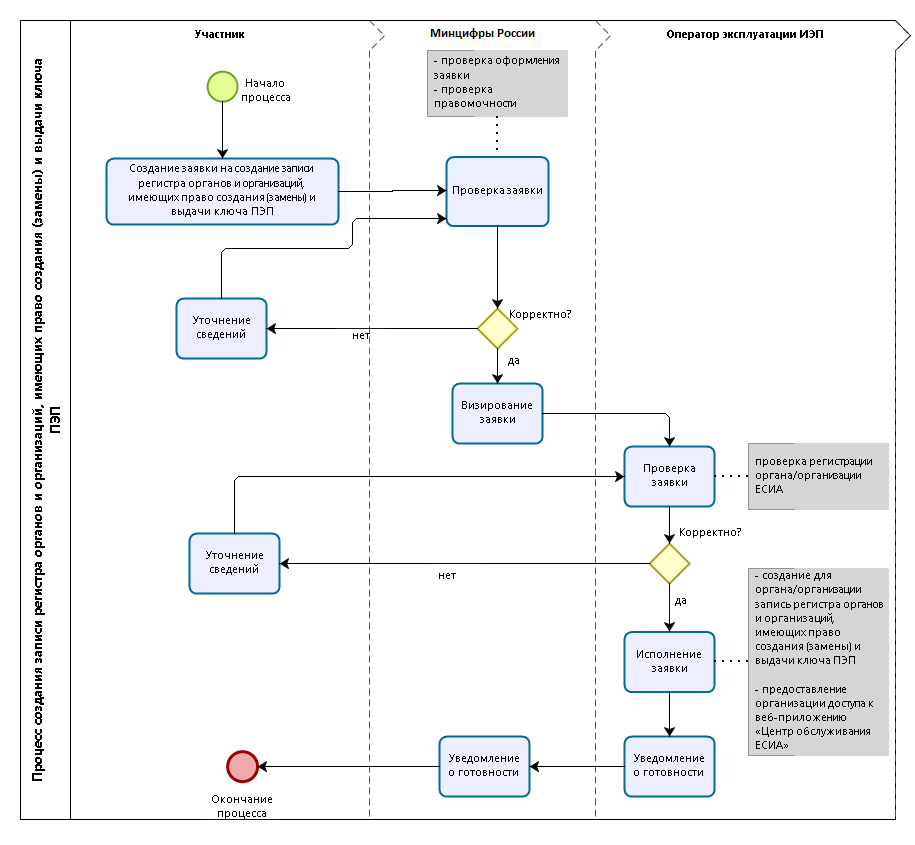 Процесс создания записи регистра органов и организаций, имеющих право создания (замены) и выдачи ключа
ПЭП
Участник
Минцифры России
Оператор эксплуатации ИЭП
- проверка оформления
заявки
- проверка
правомочности
Начало
процесса
Создание заявки на создание записи
регистра органов и организаций,
имеющих право создания (замены) и
выдачи ключа ПЭП
Проверка заявки
Уточнение
сведений
нет
Корректно?
да
Визирование
заявки
Проверка
заявки
проверка регистрации
органа/организации
ЕСИА
Уточнение
сведений
нет
Корректно?
да
- создание для
органа/организации
запись регистра органов
и организаций,
имеющих право
создания (замены) и
выдачи ключа ПЭП
- предоставление
организации доступа к
веб-приложению
«Центр обслуживания
ЕСИА»
Исполнение
заявки
Уведомление
о готовности
Уведомление
о готовности
Окончание
процесса